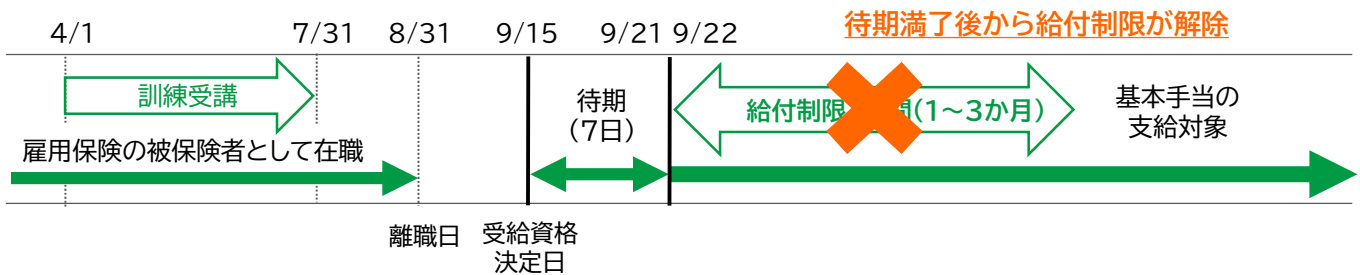 待期満了後から給付制限が解除
4/1
7/31
8/31
9/15
9/21
9/22
訓練受講
待期
(7日)
給付制限 間(1～3か月)
基本手当の
支給対象
雇用保険の被保険者として在職
離職日
受給資格
決定日